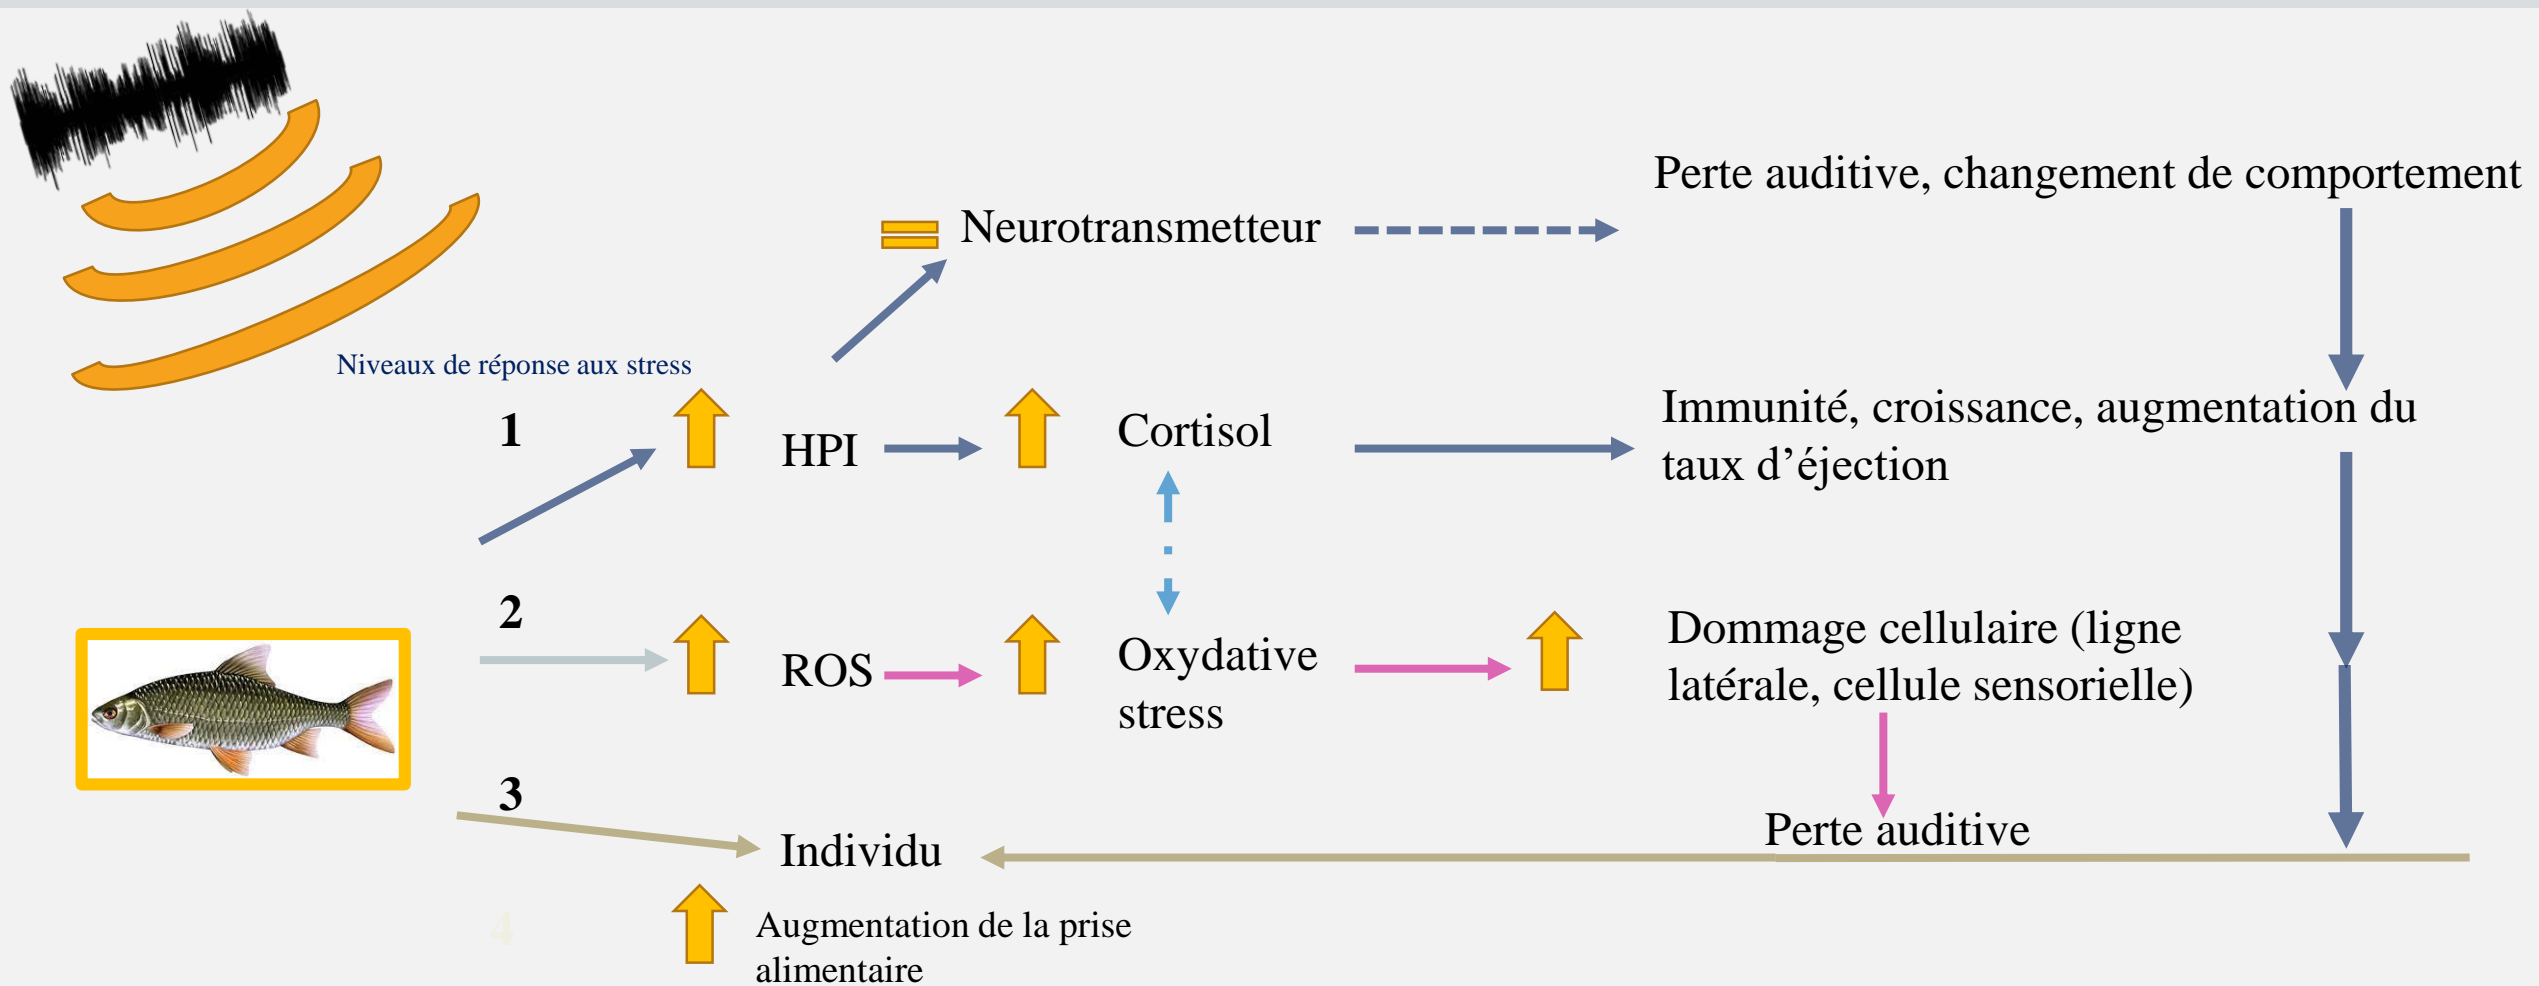 Perte auditive, changement de comportement
Neurotransmetteur
Niveaux de réponse aux stress
1
HPI
Cortisol
Immunité, croissance, augmentation du
taux d’éjection
2
ROS
Oxydative
stress
Dommage cellulaire (ligne
latérale, cellule sensorielle)
3
Individu
Perte auditive
4
Augmentation de la prise
alimentaire